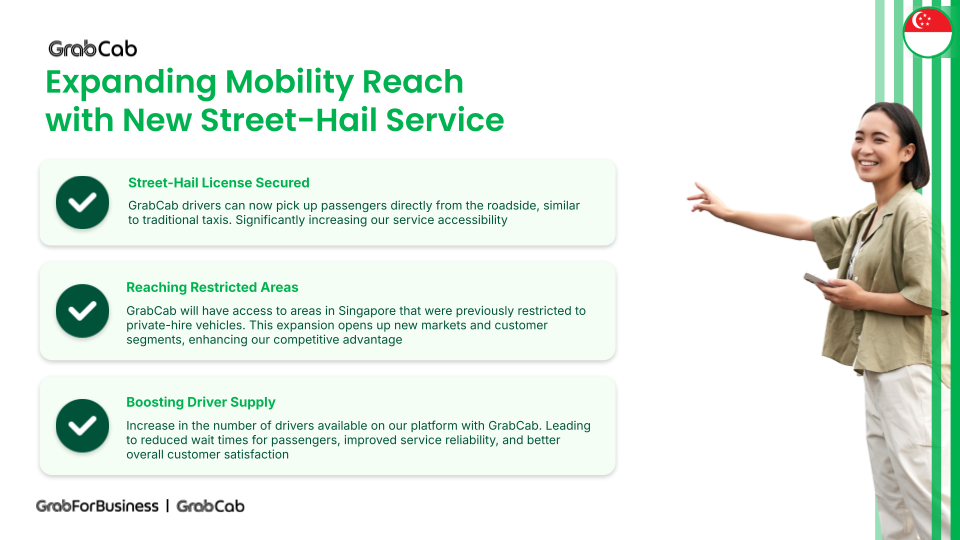 GrabCab
Expanding Mobility Reach
with New Street-Hail Service
Street-Hail License Secured
GrabCab drivers can now pick up passengers directly from the roadside, similar
to traditional taxis. Significantly increasing our service accessibility
Reaching Restricted Areas
GrabCab will have access to areas in Singapore that were previously restricted to
private-hire vehicles. This expansion opens up new markets and customer
segments, enhancing our competitive advantage
Boosting Driver Supply
Increase in the number of drivers available on our platform with GrabCab. Leading
to reduced wait times for passengers, improved service reliability, and better
overall customer satisfaction
GrabForBusiness | GrabCab